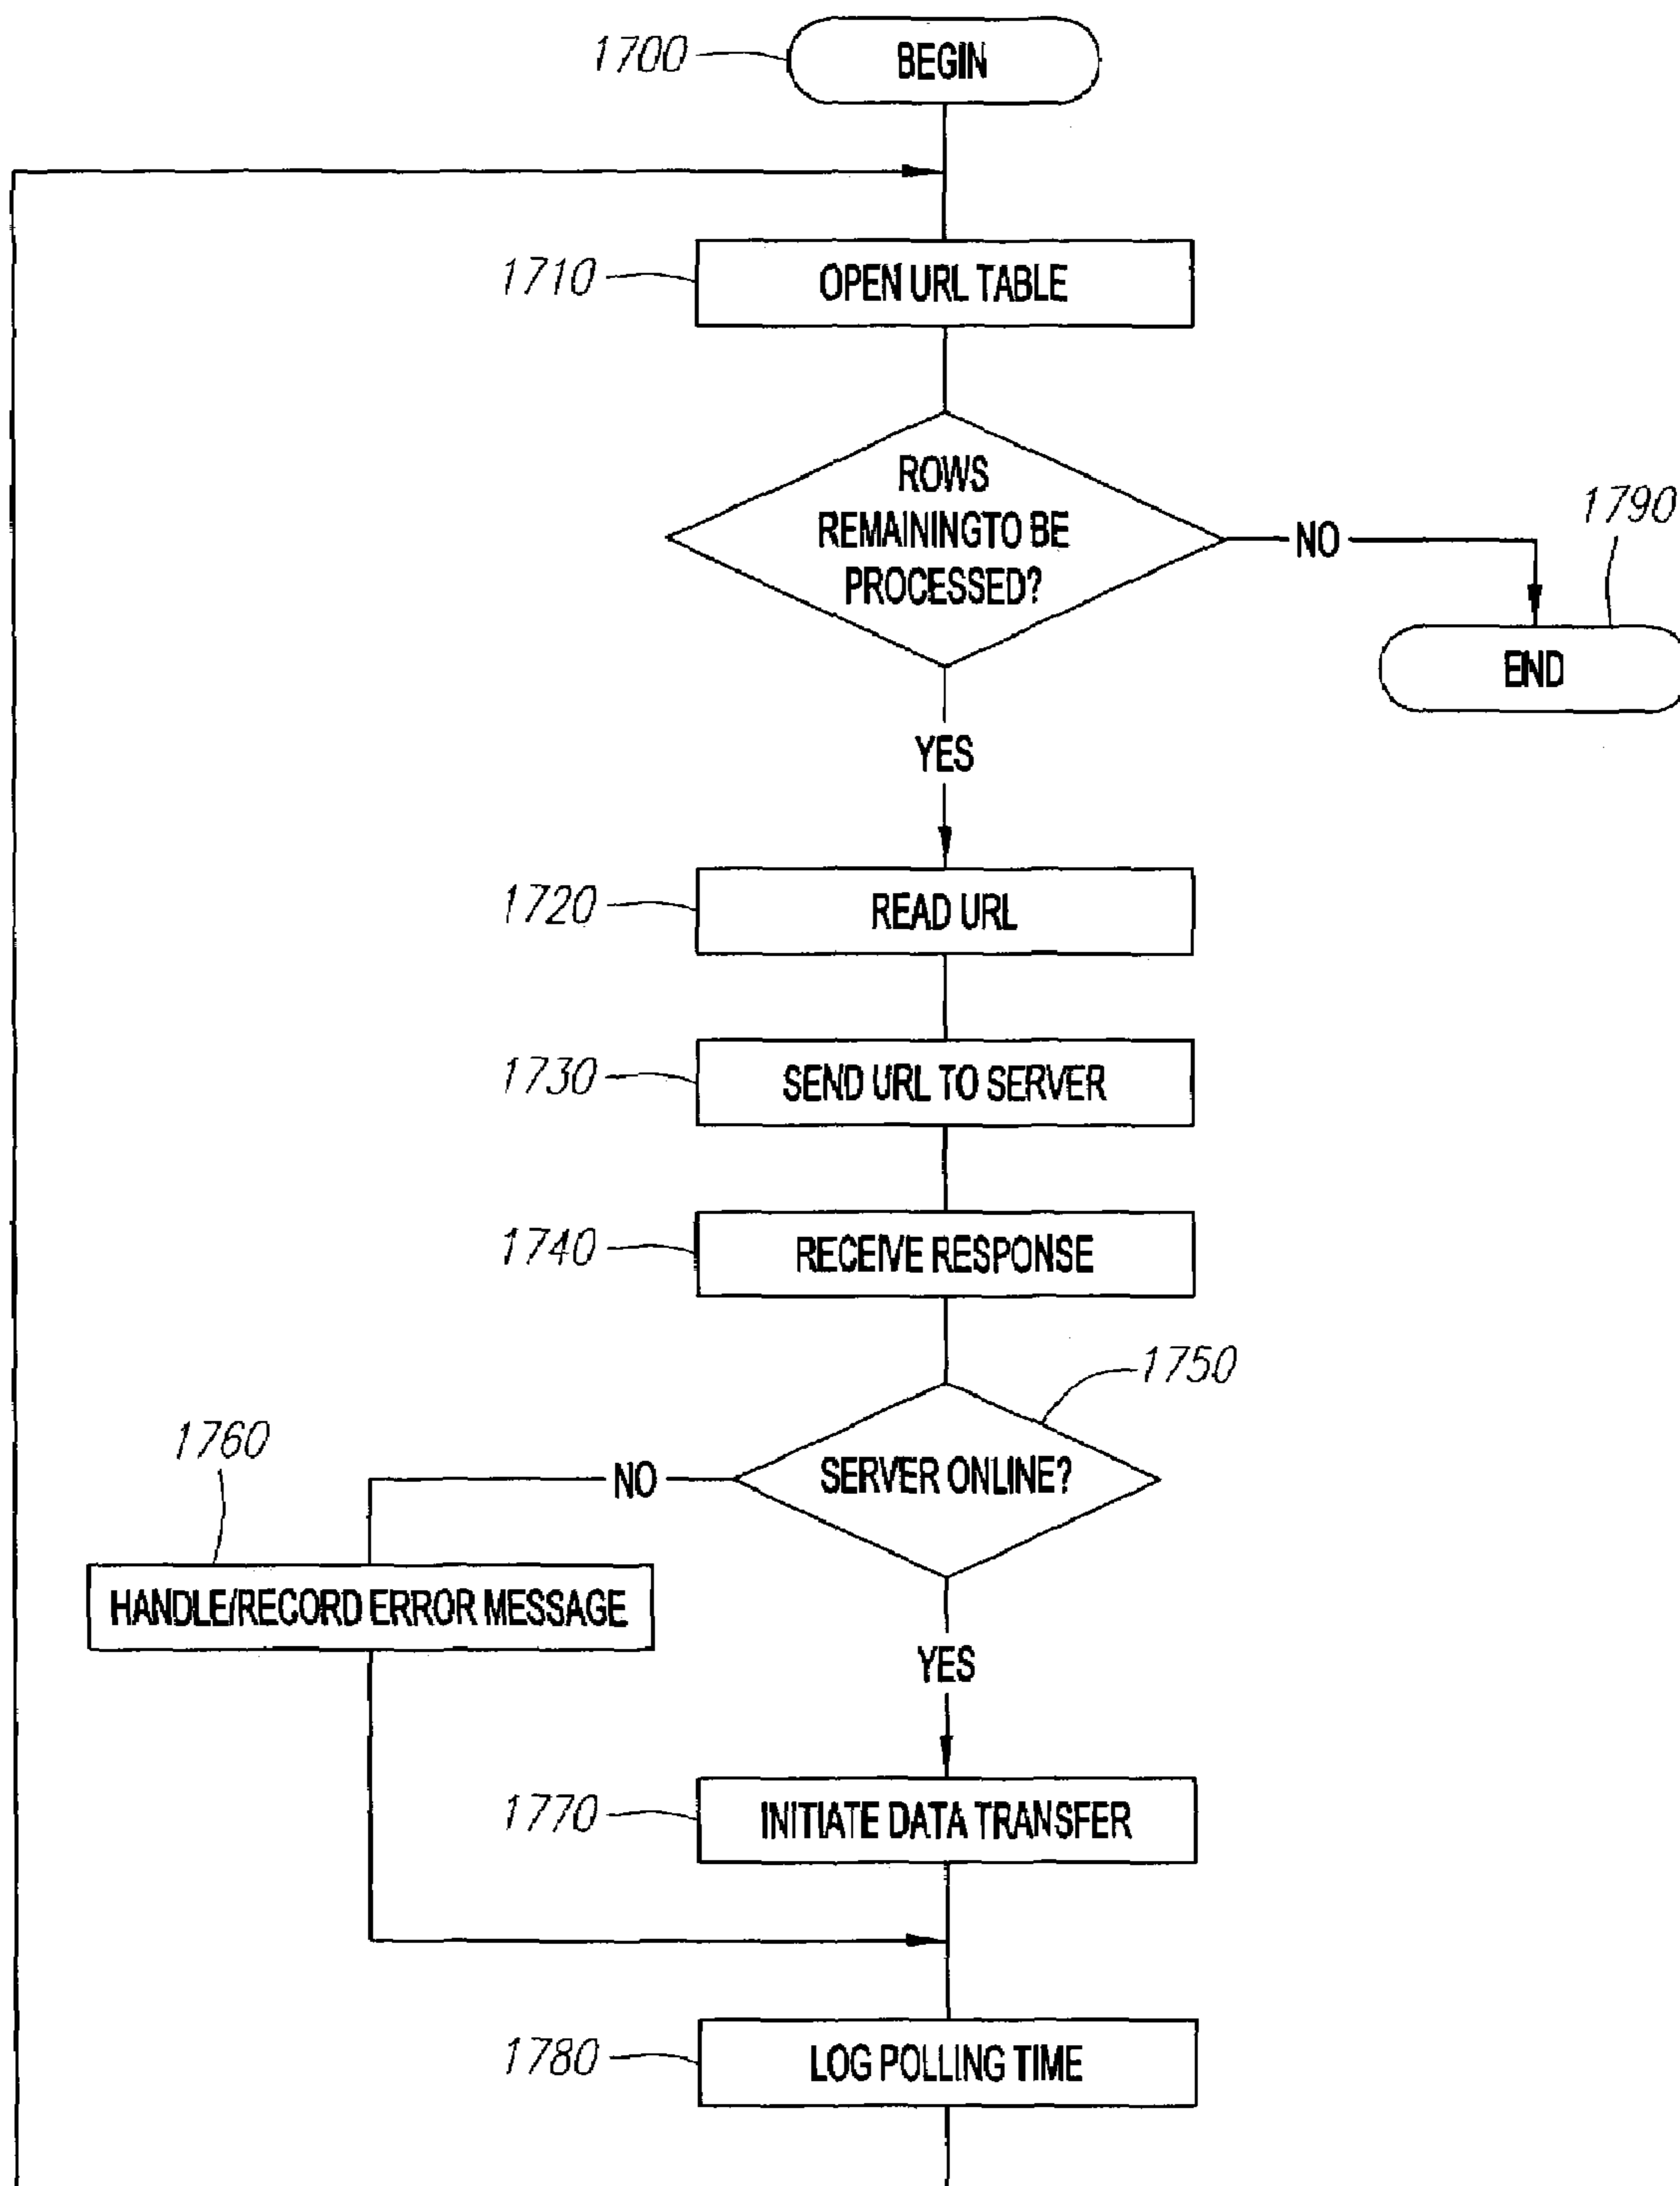 1700
BEGIN
1710
OPEN URL TABLE
ROWS
REMAINING TO BE
PROCESSED?
NO
1790
END
YES
1720
READ URL
1730
SEND URL TO SERVER
1740
RECEIVE RESPONSE
1750
SERVER ONLINE?
NO
1760
HANDLE/RECORD ERROR MESSAGE
YES
1770
INITIATE DATA TRANSFER
1780
LOG POLLING TIME